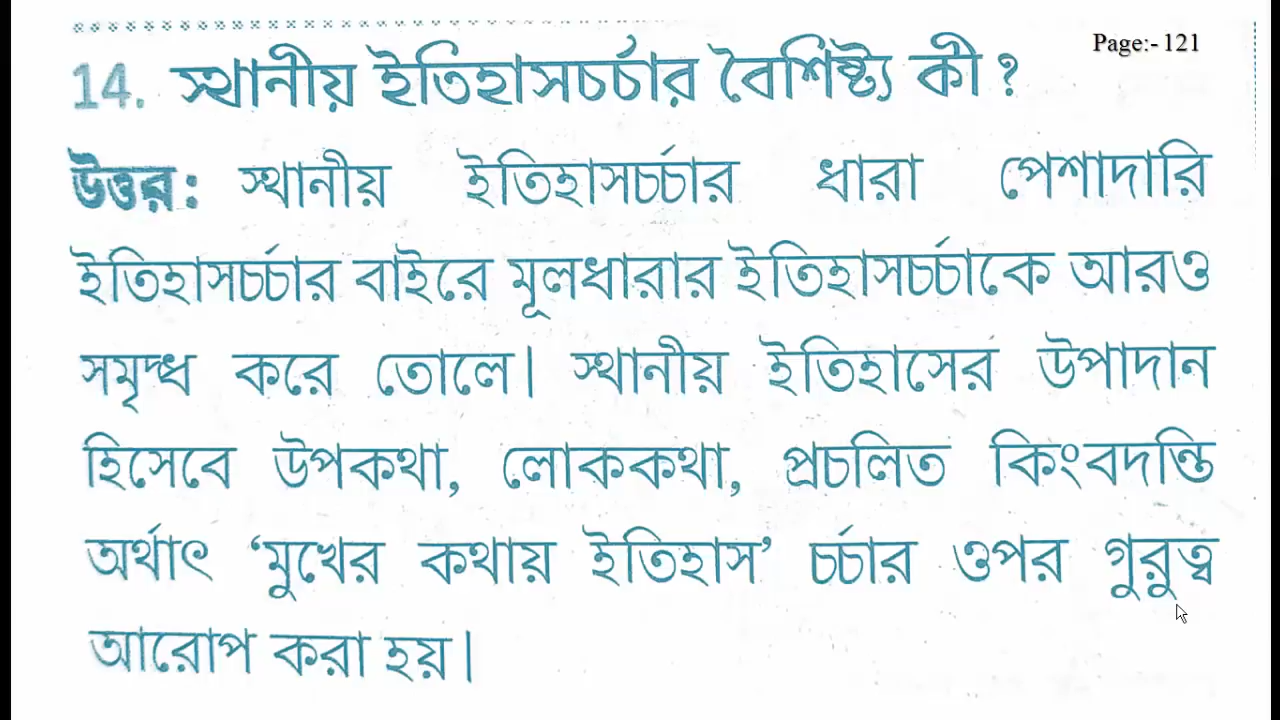 Page:- 121
14. স্থানীয় ইতিহাসচর্চার বৈশিষ্ট্য কী ?
উত্তর: স্থানীয় ইতিহাসচর্চার ধারা পেশাদারি
ইতিহাসচর্চার বাইরে মূলধারার ইতিহাসচর্চাকে আরও
সমৃদ্ধ করে তোলে। স্থানীয় ইতিহাসের উপাদান
হিসেবে উপকথা, লোককথা, প্রচলিত কিংবদন্তি
অর্থাৎ ‘মুখের কথায় ইতিহাস’ চর্চার ওপর গুরুত্ব
আরোপ করা হয়।